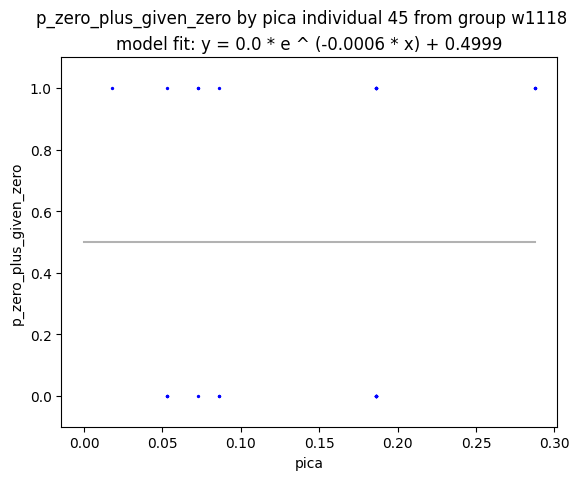 p_zero_plus_given_zero by pica individual 45 from group w1118
model fit: y = 0.0 * e ^ (-0.0006 * x) + 0.4999
p_zero_plus_given_zero
1.0
0.8
0.6
0.4
0.2
0.0
0.00 0.05 0.10 0.15 0.20 0.25 0.30
pica